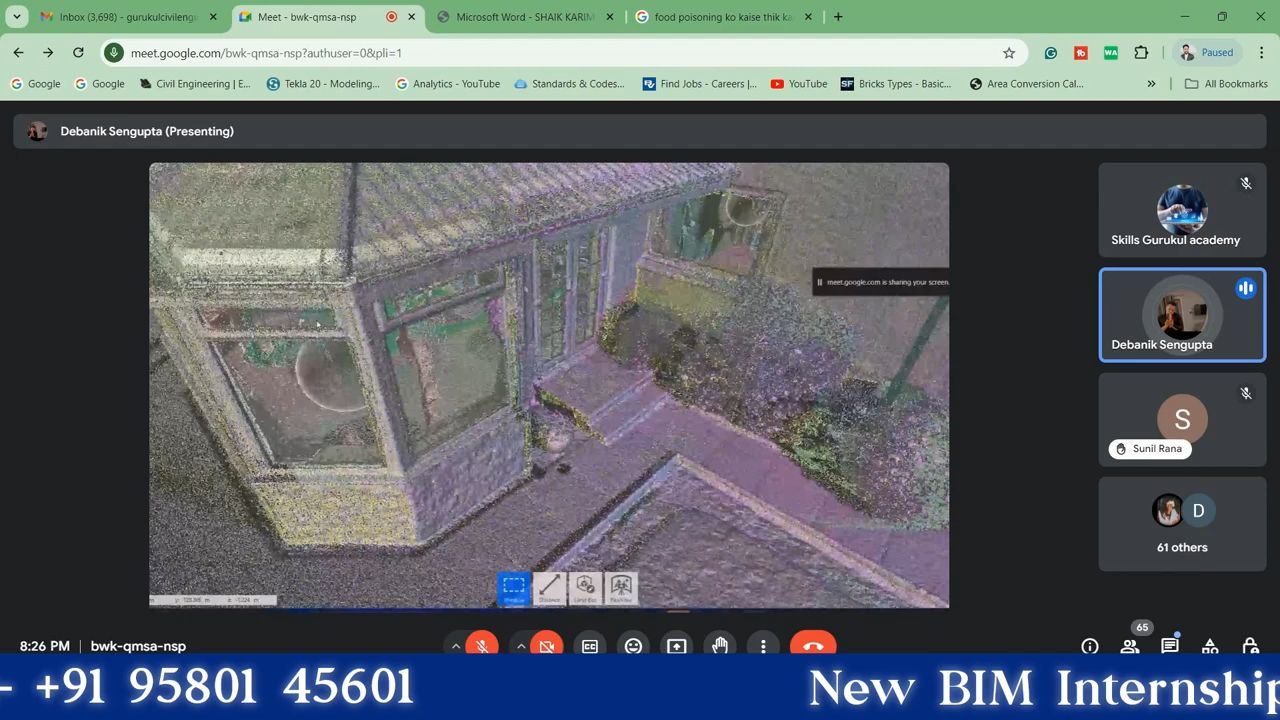 Inbox (3,698) - gurukulcivileng
Meet - bwk-qmsa-nsp
Microsoft Word - SHAIK KARIM
food poisoning ko kaise thik ka
meet.google.com/bwk-qmsa-nsp?authuser=0&pli=1
Paused
Google
Google
Civil Engineering | E...
Tekla 20 - Modeling...
Analytics - YouTube
Standards & Codes...
Find Jobs - Careers |...
YouTube
Bricks Types - Basic...
Area Conversion Cal...
All Bookmarks
Debanik Sengupta (Presenting)
meet.google.com is sharing your screen.
Skills Gurukul academy
Debanik Sengupta
S
Sunil Rana
D
61 others
Distance
Limit Box
65
8:26 PM
bwk-qmsa-nsp
- +91 95801 45601
New BIM Internship